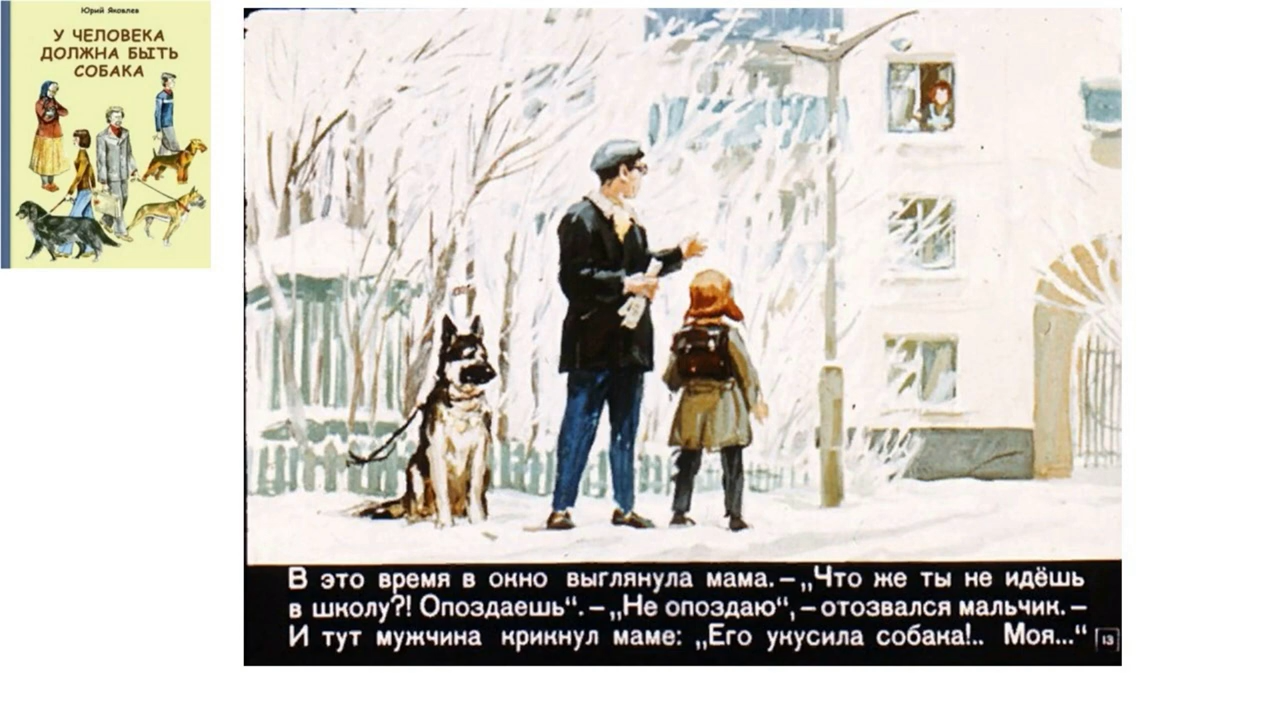 Юрий Яковлев
У ЧЕЛОВЕКА
ДОЛЖНА БЫТЬ
СОБАКА
В это время в окно выглянула мама. – „Что же ты не идёшь
в школу?! Опоздаешь“. – „Не опоздаю“, – отозвался мальчик. –
И тут мужчина крикнул маме: „Его укусила собака!.. Моя...“
13